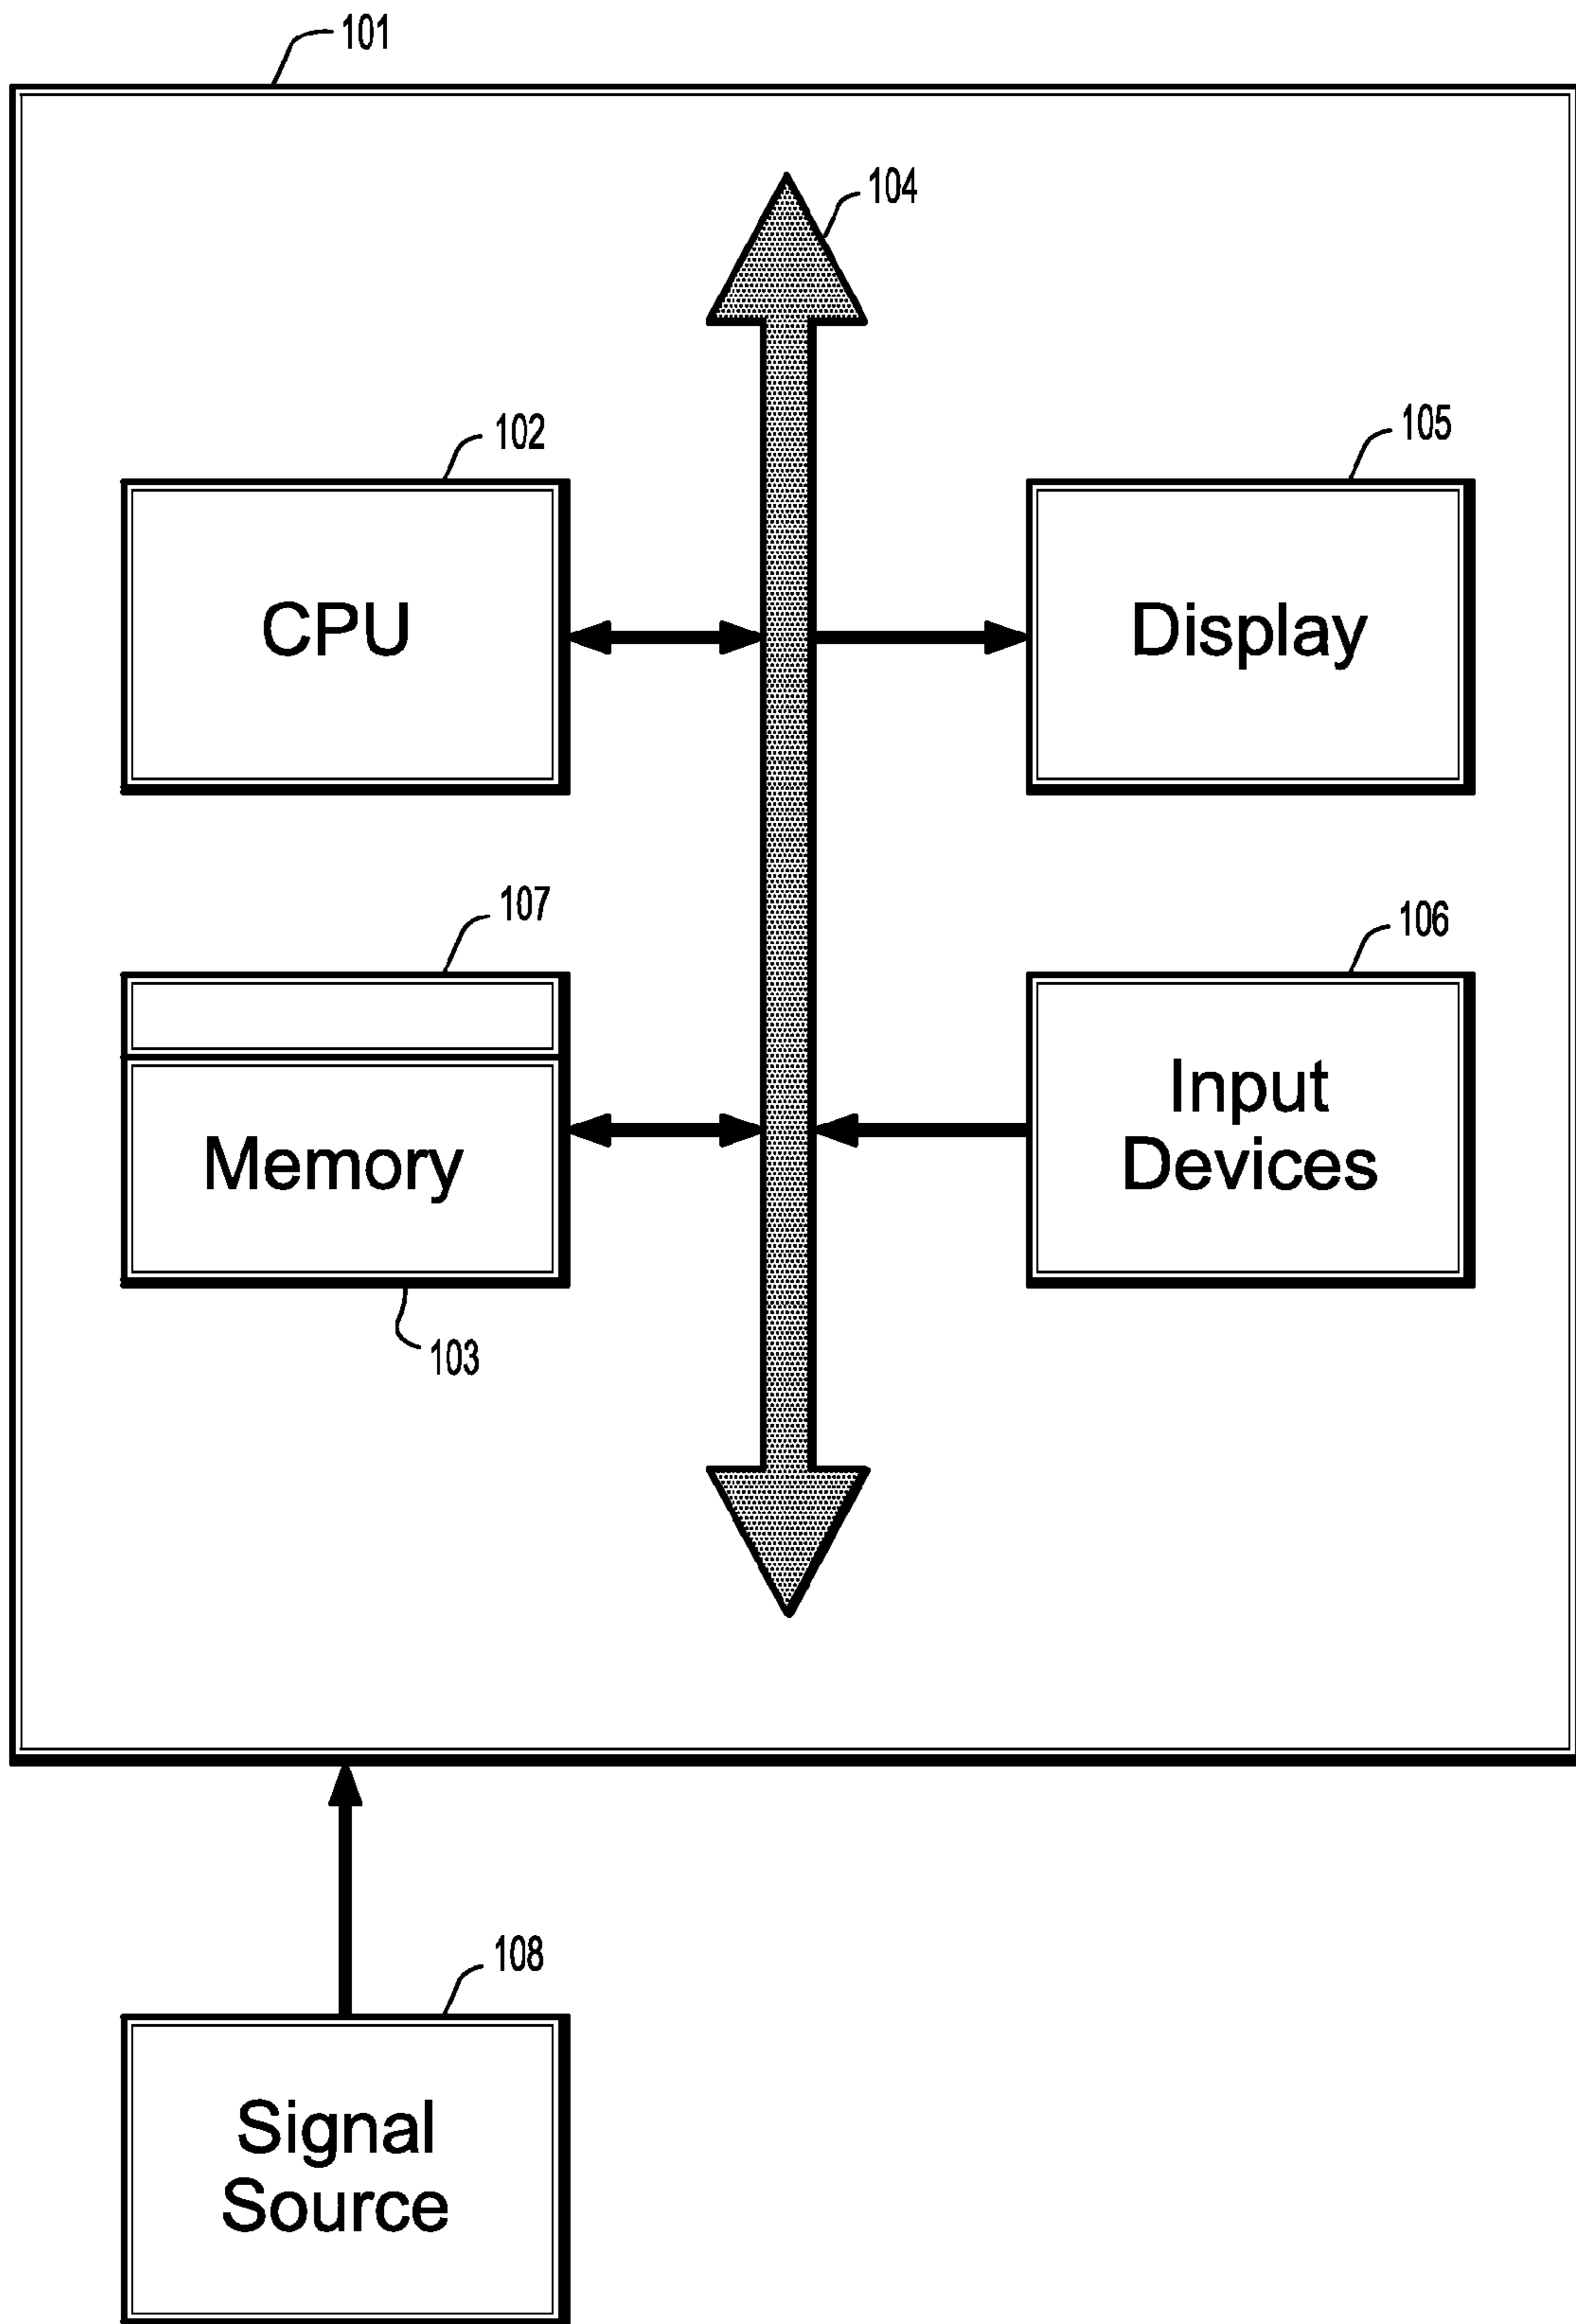 101
104
102
105
CPU
Display
107
106
Input
Devices
Memory
103
108
Signal
Source